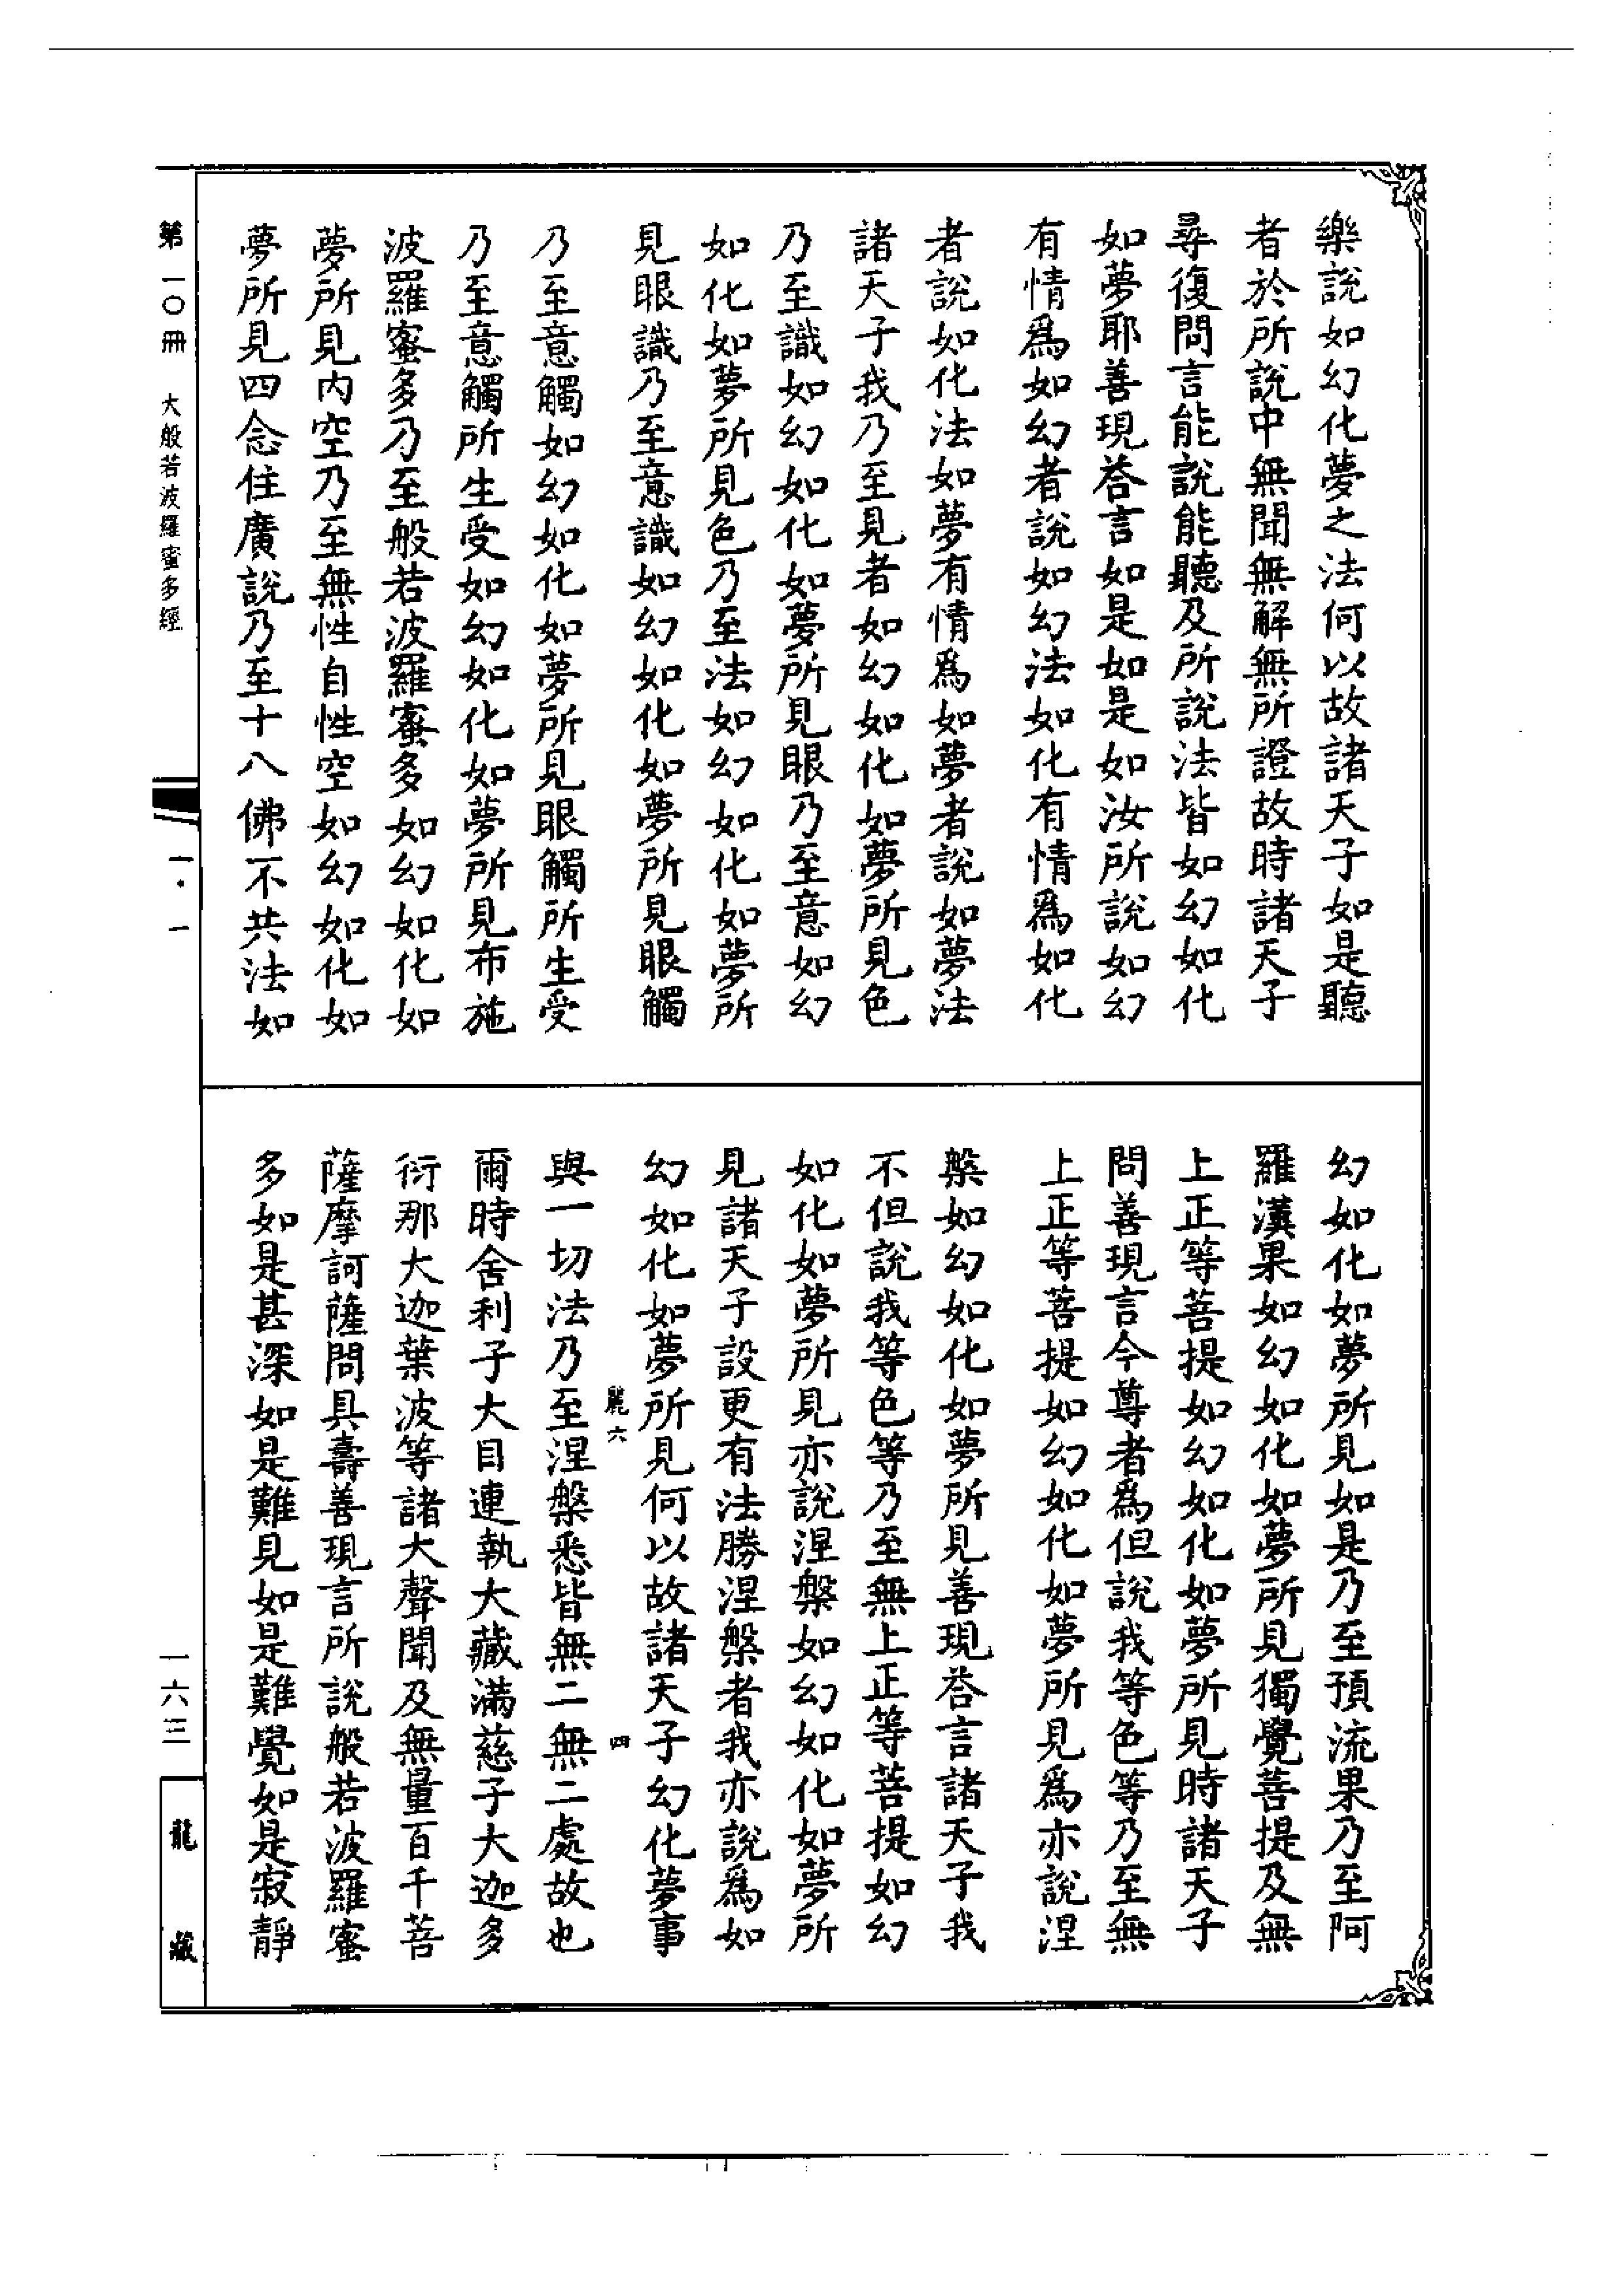 樂說如幻化夢之法何以故諸天子如是聽
者於所說中無聞無解無所證故時諸天子
尋復問言能說能聽及所說法皆如幻如化
如夢耶善現荅言如是如是如汝所說如幻
有情爲如幻者說如幻法如化有情爲如化
者說如化法如夢有情爲如夢者說如夢法
諸天子我乃至見者如幻如化如夢所見色
乃至識如幻如化如夢所見眼乃至意如幻
如化如夢所見色乃至法如幻如化如夢所
見眼識乃至意識如幻如化如夢所見眼觸
乃至意觸如幻如化如夢所見眼觸所生受
乃至意觸所生受如幻如化如夢所見布施
波羅蜜多乃至般若波羅蜜多如幻如化如
夢所見內空乃至無性自性空如幻如化如
夢所見四念住廣說乃至十八佛不共法如
幻如化如夢所見如是乃至預流果乃至阿
羅漢果如幻如化如夢所見獨覺菩提及無
上正等菩提如幻如化如夢所見時諸天子
問善現言今尊者爲但說我等色等乃至無
上正等菩提如幻如化如夢所見爲亦說涅
槃如幻如化如夢所見善現荅言諸天子我
不但說我等色等乃至無上正等菩提如幻
如化如夢所見亦說涅槃如幻如化如夢所
見諸天子設更有法勝涅槃者我亦說爲如
幻如化如夢所見何以故諸天子幻化夢事
麗六 四
與一切法乃至涅槃悉皆無二無二處故也
爾時舍利子大目連執大藏滿慈子大迦多
衍那大迦葉波等諸大聲聞及無量百千菩
薩摩訶薩問具壽善現言所說般若波羅蜜
多如是甚深如是難見如是難覺如是寂靜
第一〇冊 大般若波羅蜜多經
一·一
一六三
龍藏